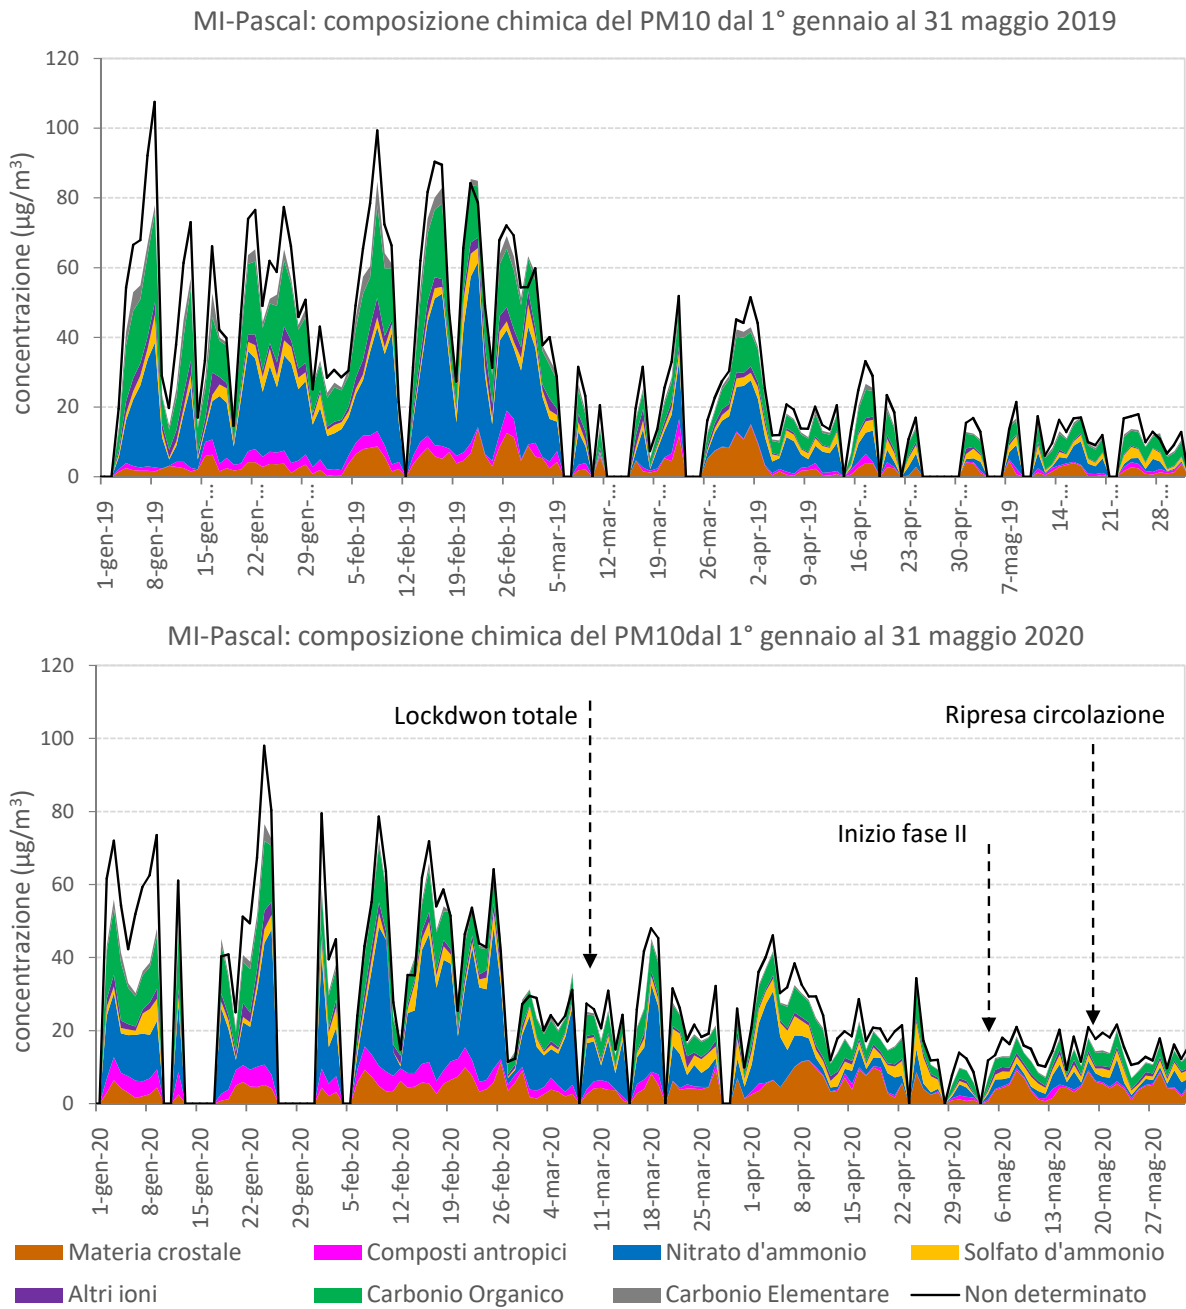 MI-Pascal: composizione chimica del PM10 dal 1° gennaio al 31 maggio 2019
concentrazione (µg/m³)
120
100
80
60
40
20
0
1-gen-19
8-gen-19
15-gen-...
22-gen-...
29-gen-...
5-feb-19
12-feb-19
19-feb-19
26-feb-19
5-mar-19
12-mar-...
19-mar-...
26-mar-...
2-apr-19
9-apr-19
16-apr-...
23-apr-...
30-apr-...
7-mag-19
14-...
21-...
28-...
MI-Pascal: composizione chimica del PM10dal 1° gennaio al 31 maggio 2020
concentrazione (µg/m³)
120
100
80
60
40
20
0
Lockdwon totale
Ripresa circolazione
Inizio fase II
1-gen-20
8-gen-20
15-gen-20
22-gen-20
29-gen-20
5-feb-20
12-feb-20
19-feb-20
26-feb-20
4-mar-20
11-mar-20
18-mar-20
25-mar-20
1-apr-20
8-apr-20
15-apr-20
22-apr-20
29-apr-20
6-mag-20
13-mag-20
20-mag-20
27-mag-20
Materia crostale
Composti antropici
Nitrato d'ammonio
Solfato d'ammonio
Altri ioni
Carbonio Organico
Carbonio Elementare
Non determinato